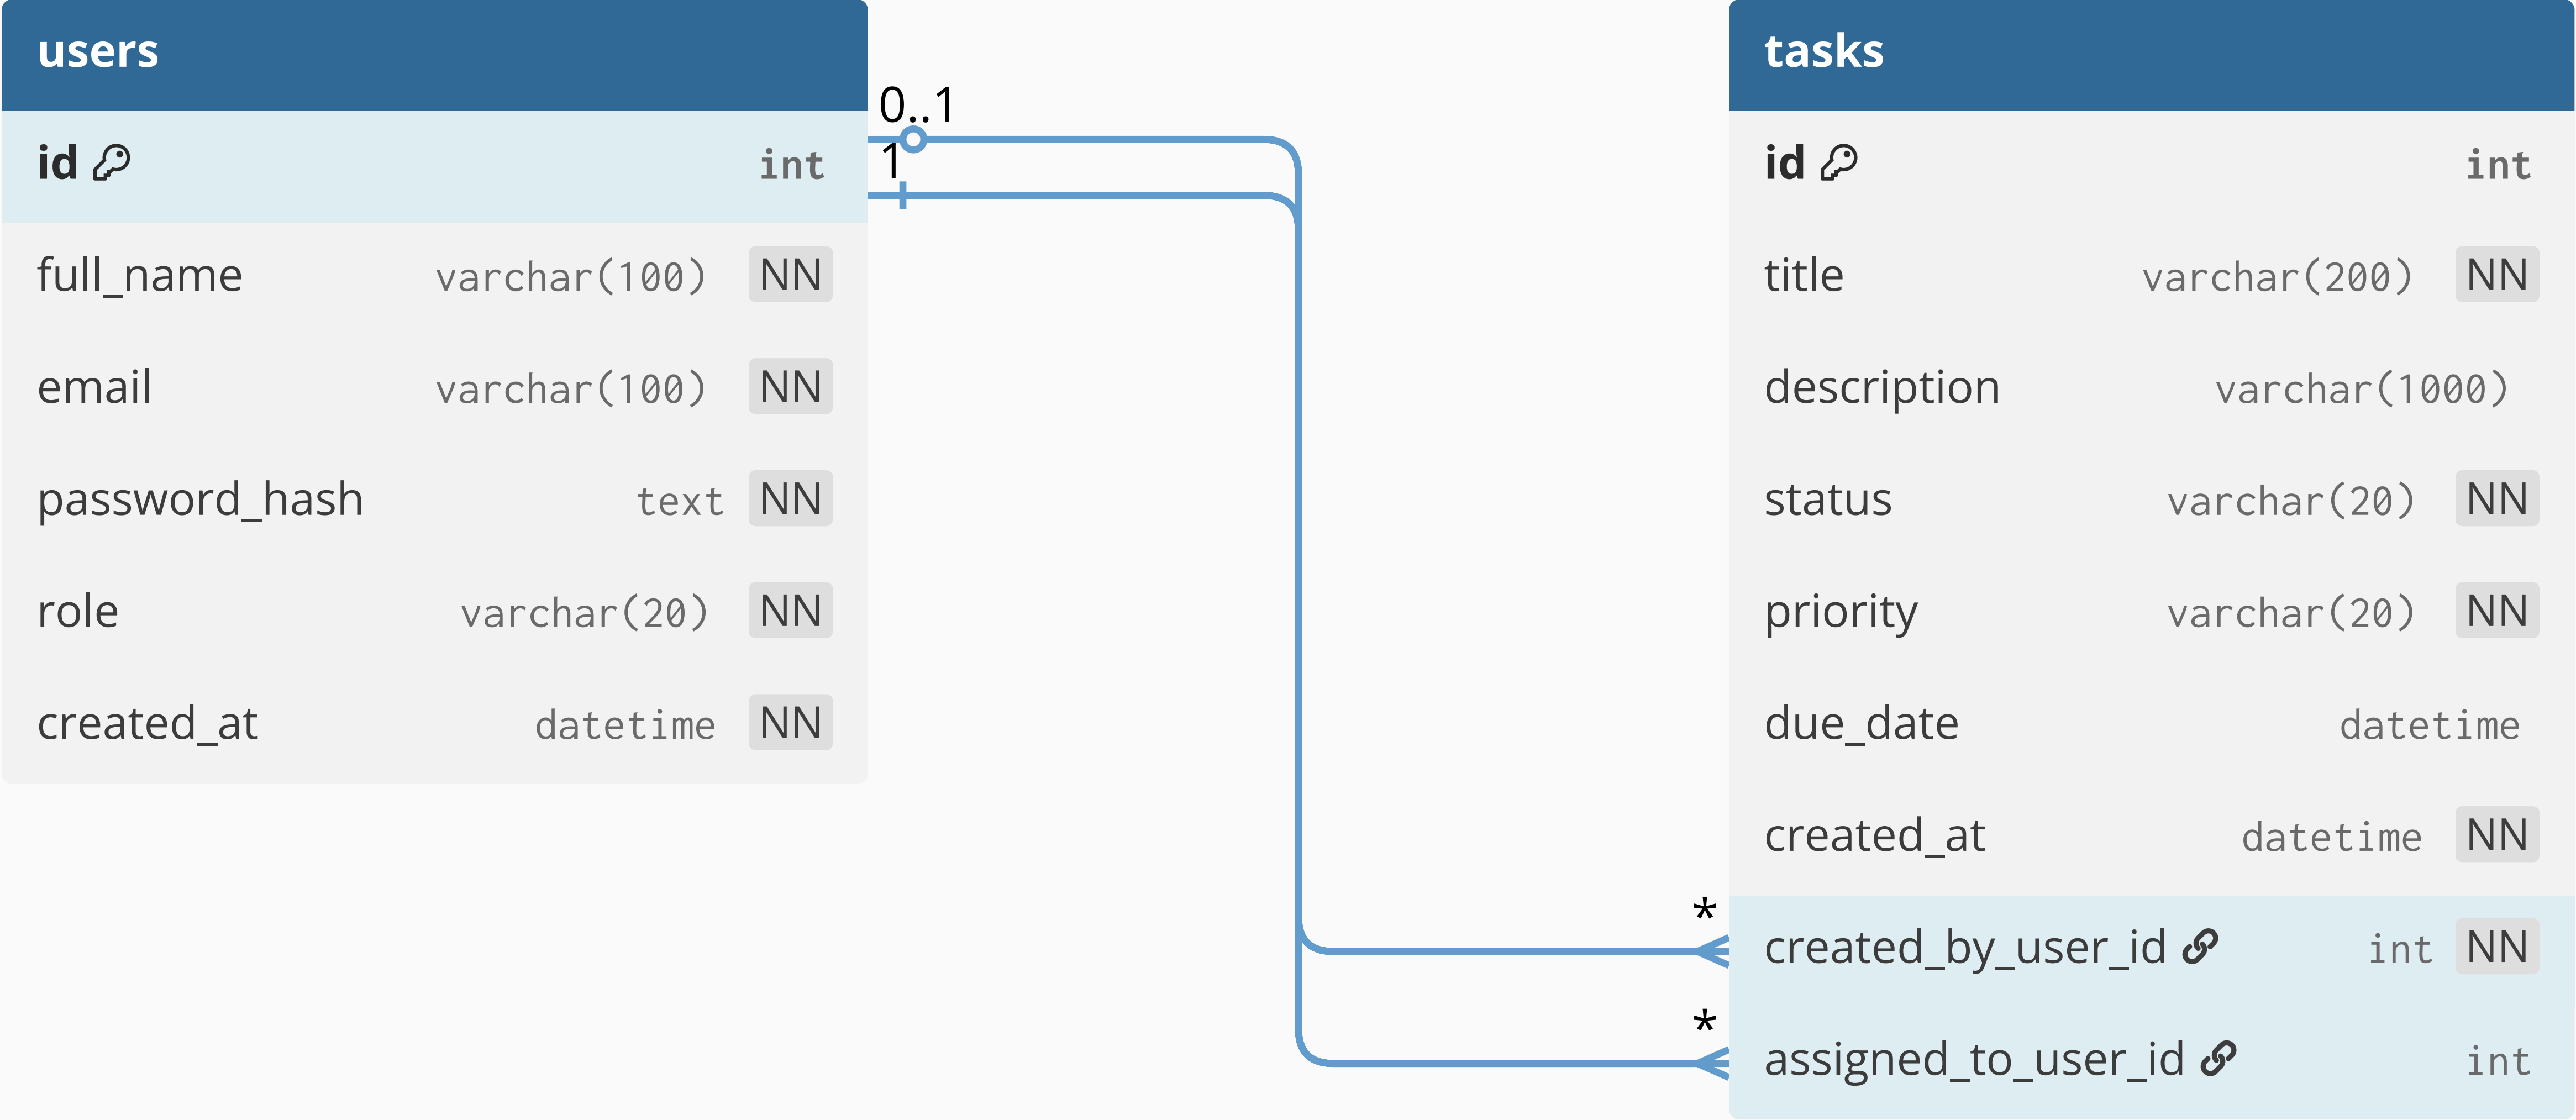 users
id int
full_name varchar(100) NN
email varchar(100) NN
password_hash text NN
role varchar(20) NN
created_at datetime NN
0..1
1
*
*
tasks
id int
title varchar(200) NN
description varchar(1000)
status varchar(20) NN
priority varchar(20) NN
due_date datetime
created_at datetime NN
created_by_user_id int NN
assigned_to_user_id int